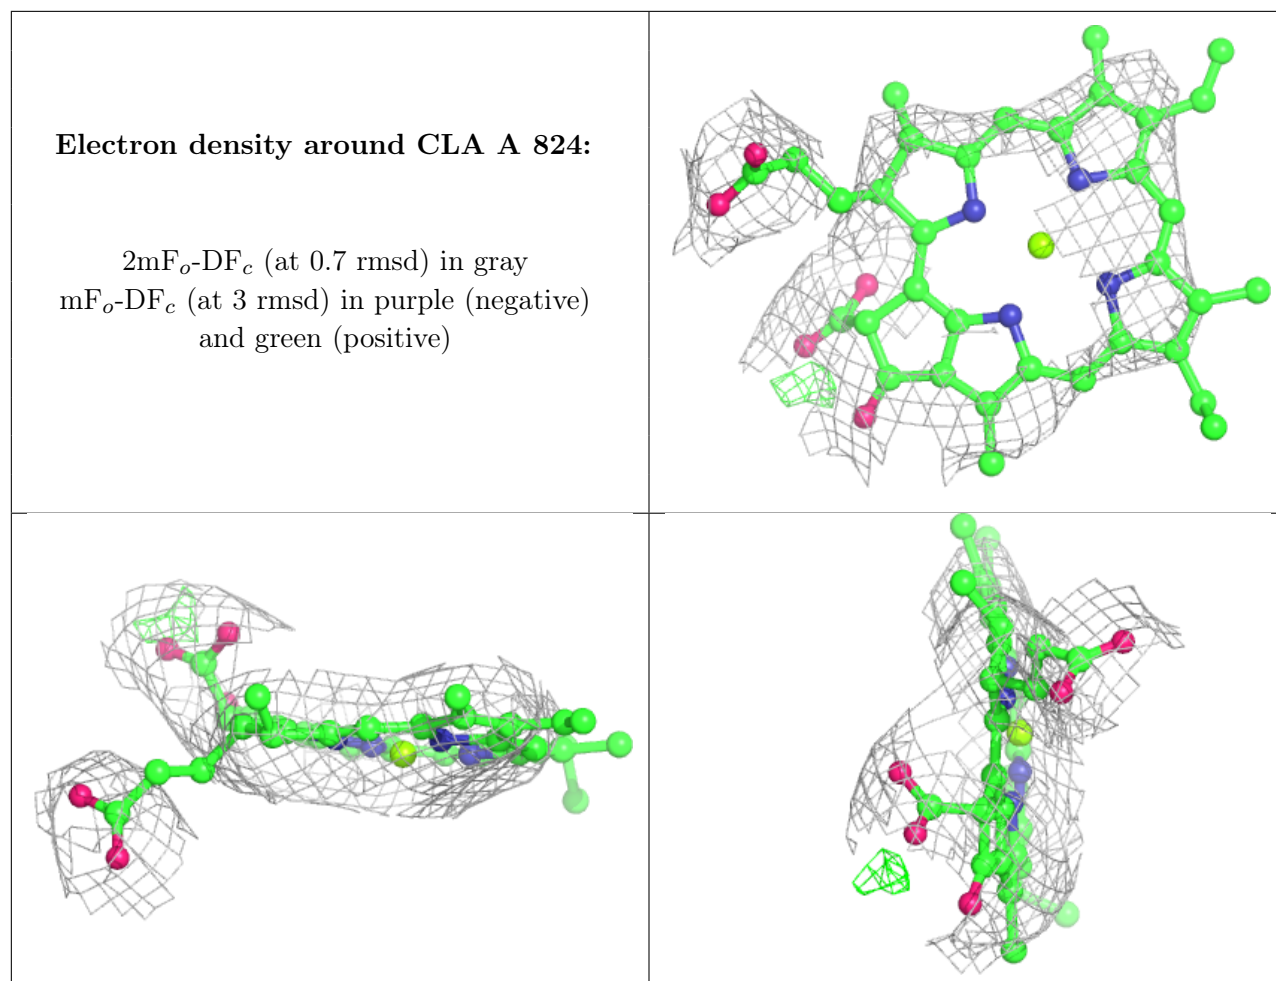 Electron density around CLA A 824:
2mFo-DFc (at 0.7 rmsd) in gray
mFo-DFc (at 3 rmsd) in purple (negative)
and green (positive)